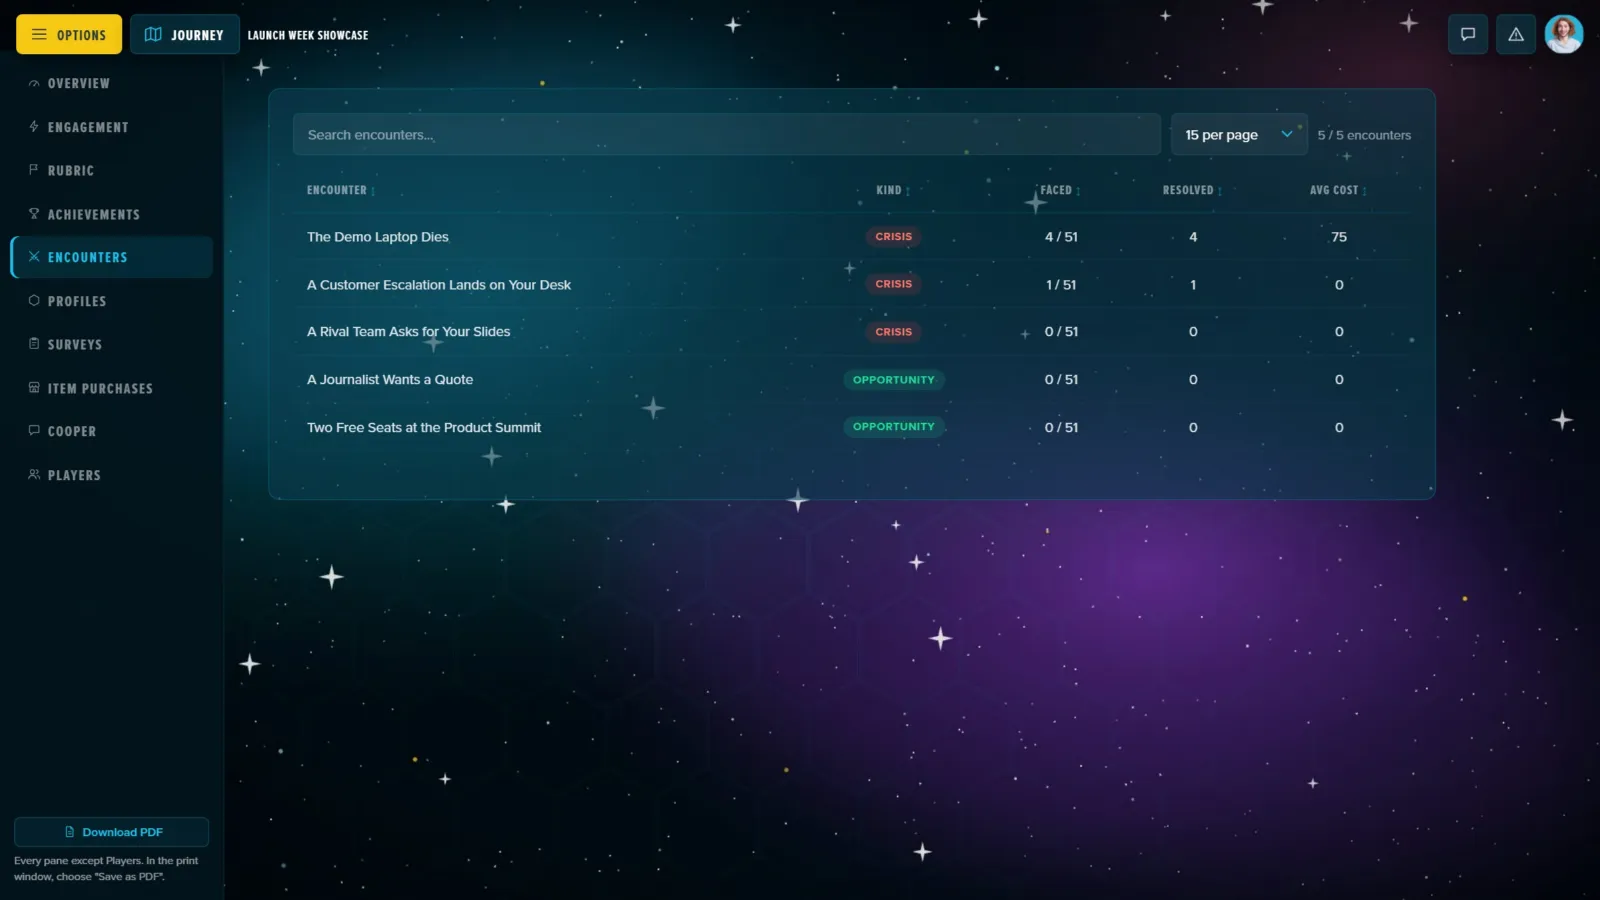 OPTIONS
JOURNEY
LAUNCH WEEK SHOWCASE
OVERVIEW
ENGAGEMENT
RUBRIC
ACHIEVEMENTS
ENCOUNTERS
PROFILES
SURVEYS
ITEM PURCHASES
COOPER
PLAYERS
Download PDF
Every pane except Players. In the print
window, choose "Save as PDF".
Search encounters...
15 per page
5 / 5 encounters
ENCOUNTER KIND FACED RESOLVED AVG COST
The Demo Laptop Dies CRISIS 4 / 51 4 75
A Customer Escalation Lands on Your Desk CRISIS 1 / 51 1 0
A Rival Team Asks for Your Slides CRISIS 0 / 51 0 0
A Journalist Wants a Quote OPPORTUNITY 0 / 51 0 0
Two Free Seats at the Product Summit OPPORTUNITY 0 / 51 0 0